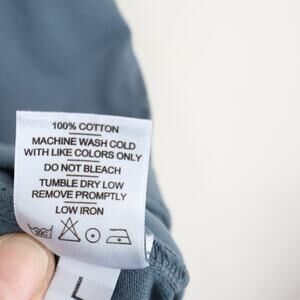 100% COTTON
MACHINE WASH COLD
WITH LIKE COLORS ONLY
DO NOT BLEACH
TUMBLE DRY LOW
REMOVE PROMPTLY
LOW IRON